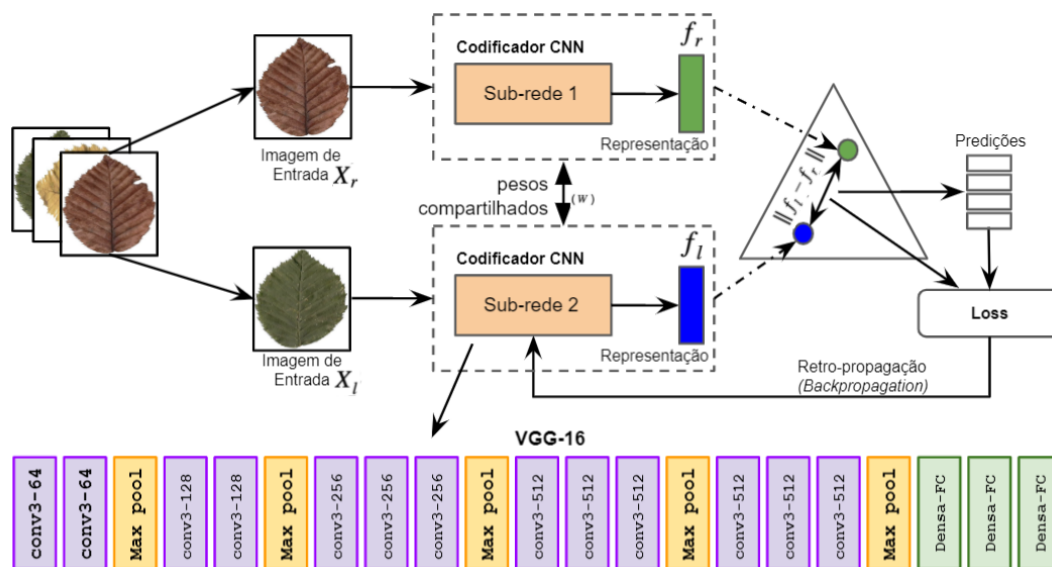 Codificador CNN
Sub-rede 1
f_r
Representação
Imagem de
Entrada X_r
pesos
compartilhados
(W)
Codificador CNN
Sub-rede 2
f_l
Representação
Imagem de
Entrada X_l
|| f_l - f_r ||
Predições
Loss
Retro-propagação
(Backpropagation)
VGG-16
conv3-64
conv3-64
Max pool
conv3-128
conv3-128
Max pool
conv3-256
conv3-256
conv3-256
Max pool
conv3-512
conv3-512
conv3-512
Max pool
conv3-512
conv3-512
conv3-512
Max pool
Densa-FC
Densa-FC
Densa-FC